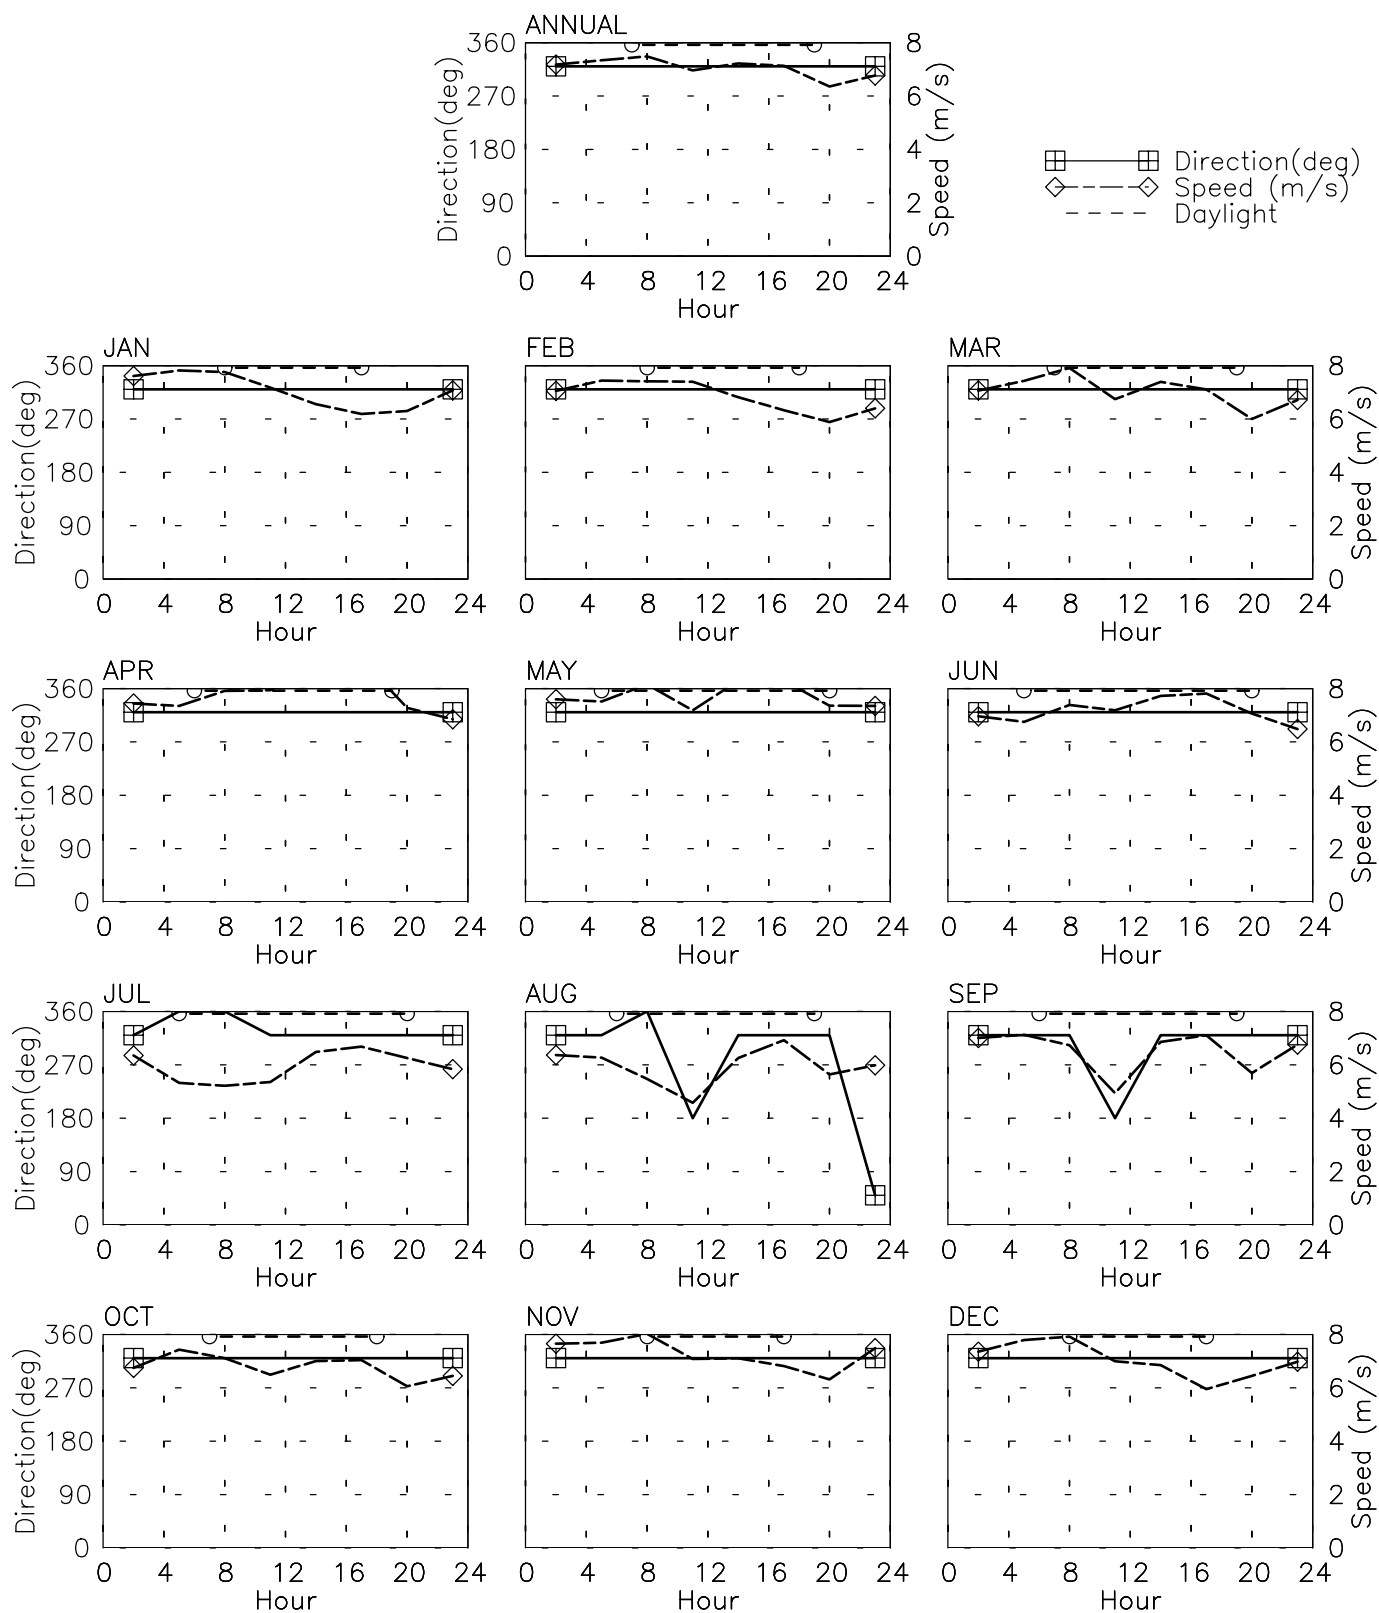 ANNUAL
360
270
180
90
0
Direction(deg)
8
6
4
2
0
Speed (m/s)
0 4 8 12 16 20 24
Hour
Direction(deg)
Speed (m/s)
Daylight
JAN
360
270
180
90
0
Direction(deg)
0 4 8 12 16 20 24
Hour
FEB
0 4 8 12 16 20 24
Hour
MAR
8
6
4
2
0
Speed (m/s)
0 4 8 12 16 20 24
Hour
APR
360
270
180
90
0
Direction(deg)
0 4 8 12 16 20 24
Hour
MAY
0 4 8 12 16 20 24
Hour
JUN
8
6
4
2
0
Speed (m/s)
0 4 8 12 16 20 24
Hour
JUL
360
270
180
90
0
Direction(deg)
0 4 8 12 16 20 24
Hour
AUG
0 4 8 12 16 20 24
Hour
SEP
8
6
4
2
0
Speed (m/s)
0 4 8 12 16 20 24
Hour
OCT
360
270
180
90
0
Direction(deg)
0 4 8 12 16 20 24
Hour
NOV
0 4 8 12 16 20 24
Hour
DEC
8
6
4
2
0
Speed (m/s)
0 4 8 12 16 20 24
Hour